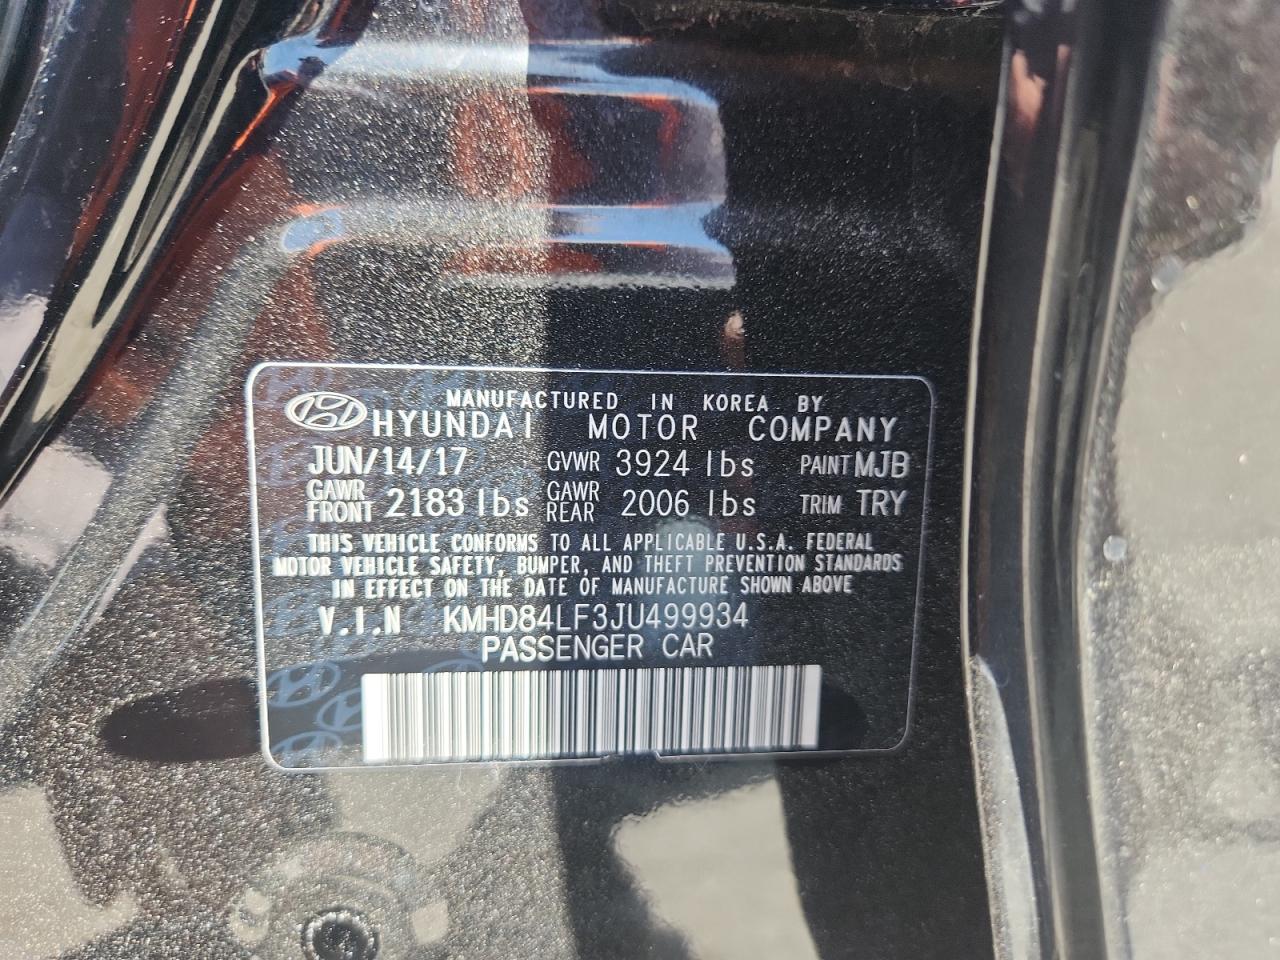 MANUFACTURED IN KOREA BY
HYUNDAI MOTOR COMPANY
JUN/14/17 GVWR 3924 lbs PAINT MJB
GAWR FRONT 2183 lbs GAWR REAR 2006 lbs TRIM TRY
THIS VEHICLE CONFORMS TO ALL APPLICABLE U.S.A. FEDERAL
MOTOR VEHICLE SAFETY, BUMPER, AND THEFT PREVENTION STANDARDS
IN EFFECT ON THE DATE OF MANUFACTURE SHOWN ABOVE
V.I.N KMHD84LF3JU499934
PASSENGER CAR